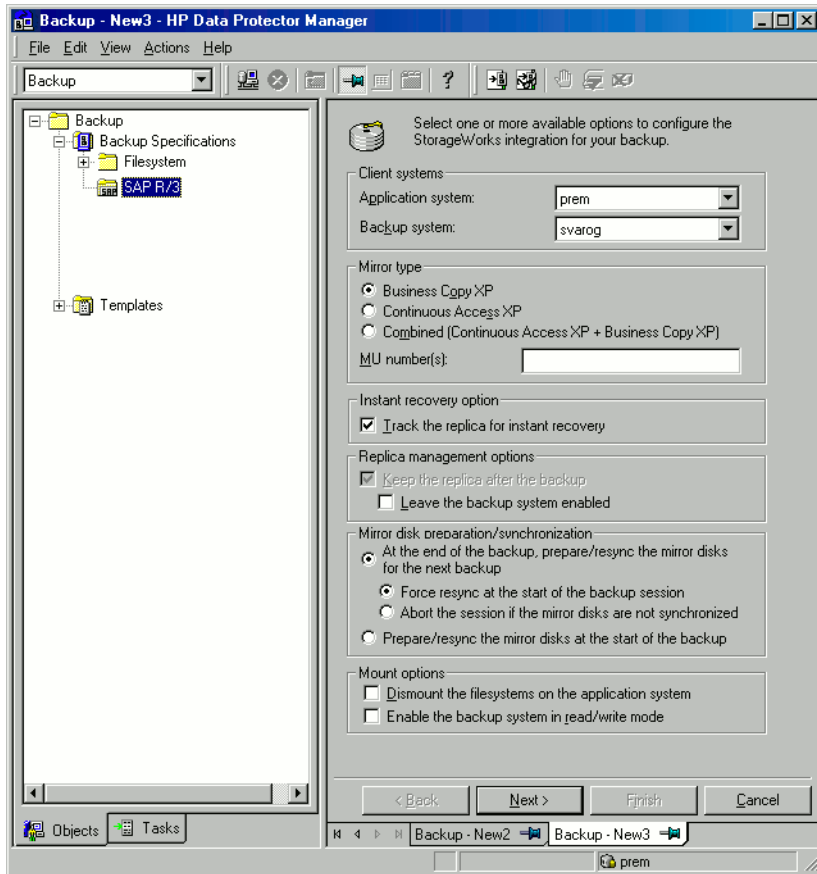 Backup - New3 - HP Data Protector Manager
File Edit View Actions Help
Backup
Backup
Backup Specifications
Filesystem
SAP R/3
Templates
Objects
Tasks
Select one or more available options to configure the
StorageWorks integration for your backup.
Client systems
Application system: prem
Backup system: svarog
Mirror type
Business Copy XP
Continuous Access XP
Combined (Continuous Access XP + Business Copy XP)
MU number(s):
Instant recovery option
Track the replica for instant recovery
Replica management options
Keep the replica after the backup
Leave the backup system enabled
Mirror disk preparation/synchronization
At the end of the backup, prepare/resync the mirror disks
for the next backup
Force resync at the start of the backup session
Abort the session if the mirror disks are not synchronized
Prepare/resync the mirror disks at the start of the backup
Mount options
Dismount the filesystems on the application system
Enable the backup system in read/write mode
< Back Next > Finish Cancel
Backup - New2 Backup - New3
prem